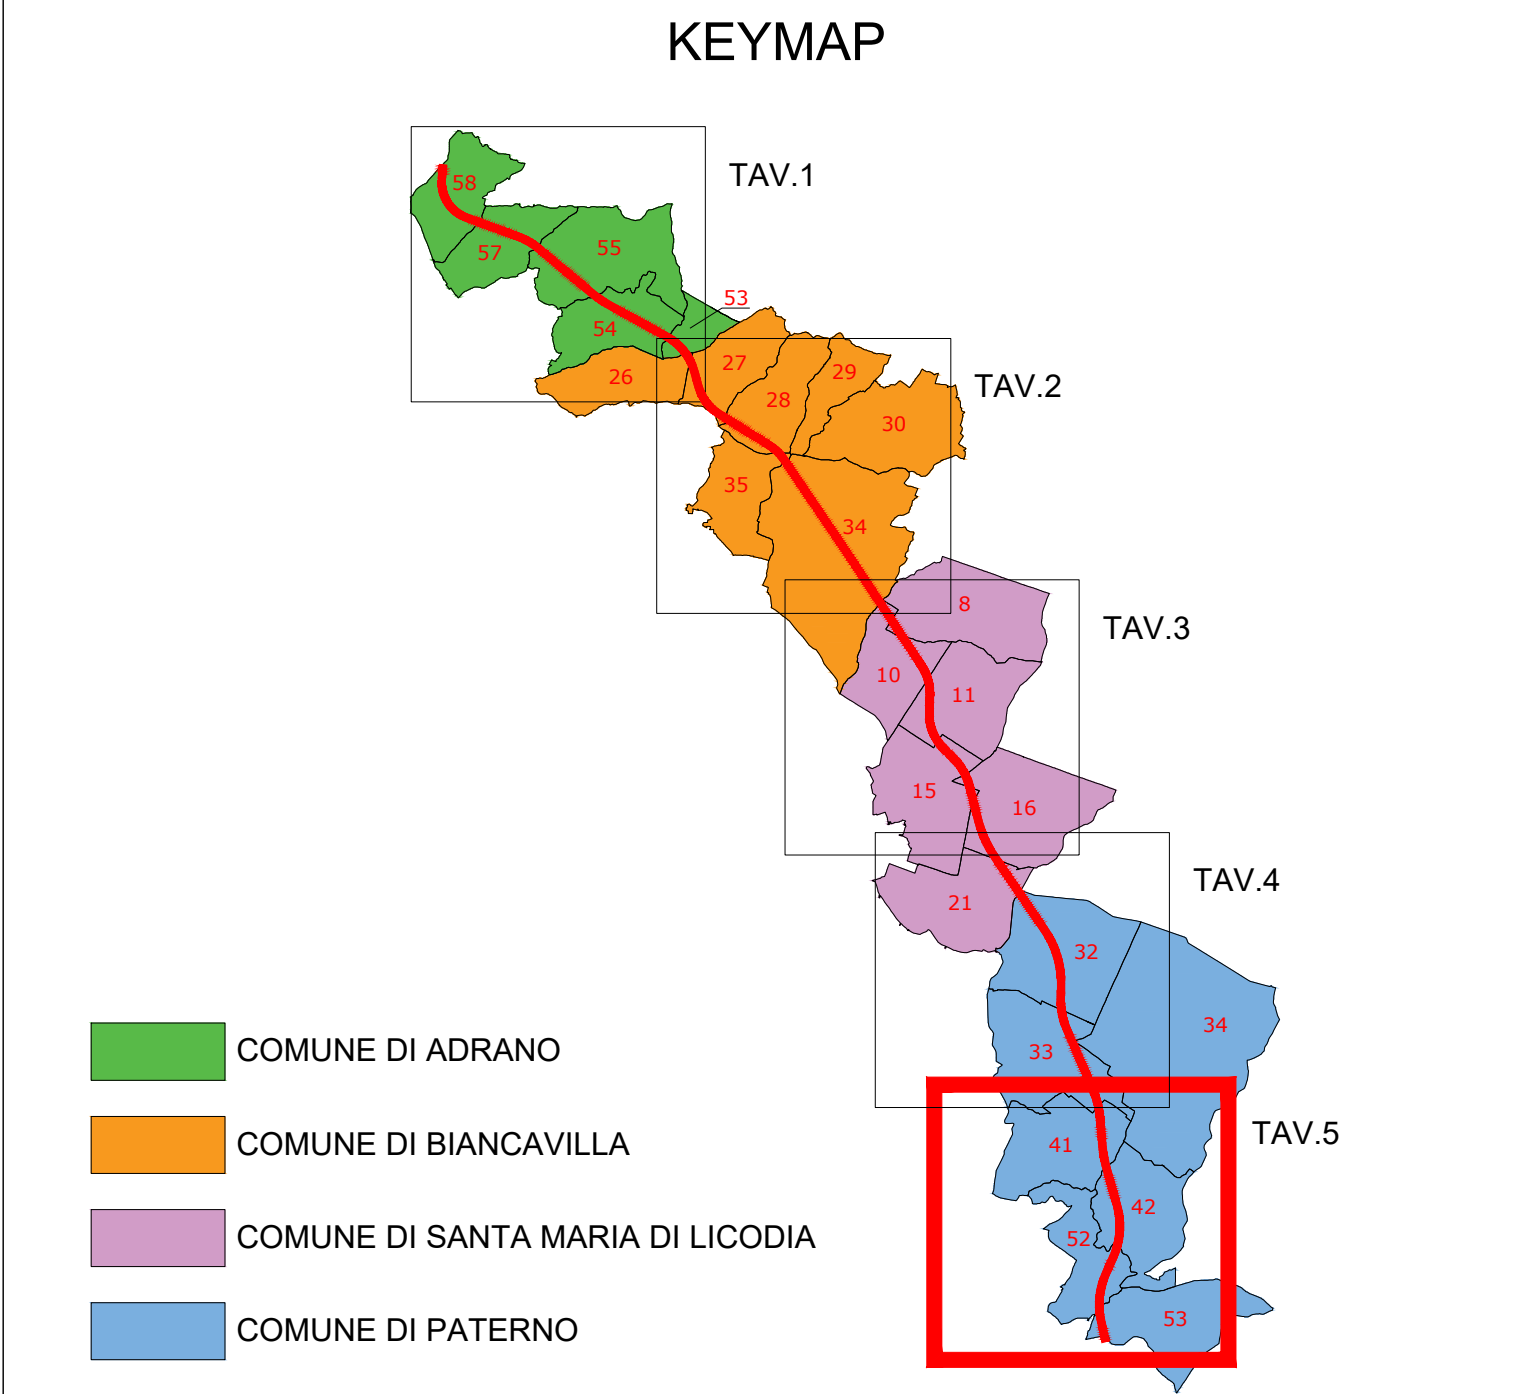 KEYMAP
TAV.1
58
55
57
53
54
27
26
29
TAV.2
28
30
35
34
8
TAV.3
10
11
15
16
TAV.4
21
32
34
33
COMUNE DI ADRANO
TAV.5
41
COMUNE DI BIANCAVILLA
42
52
COMUNE DI SANTA MARIA DI LICODIA
53
COMUNE DI PATERNO